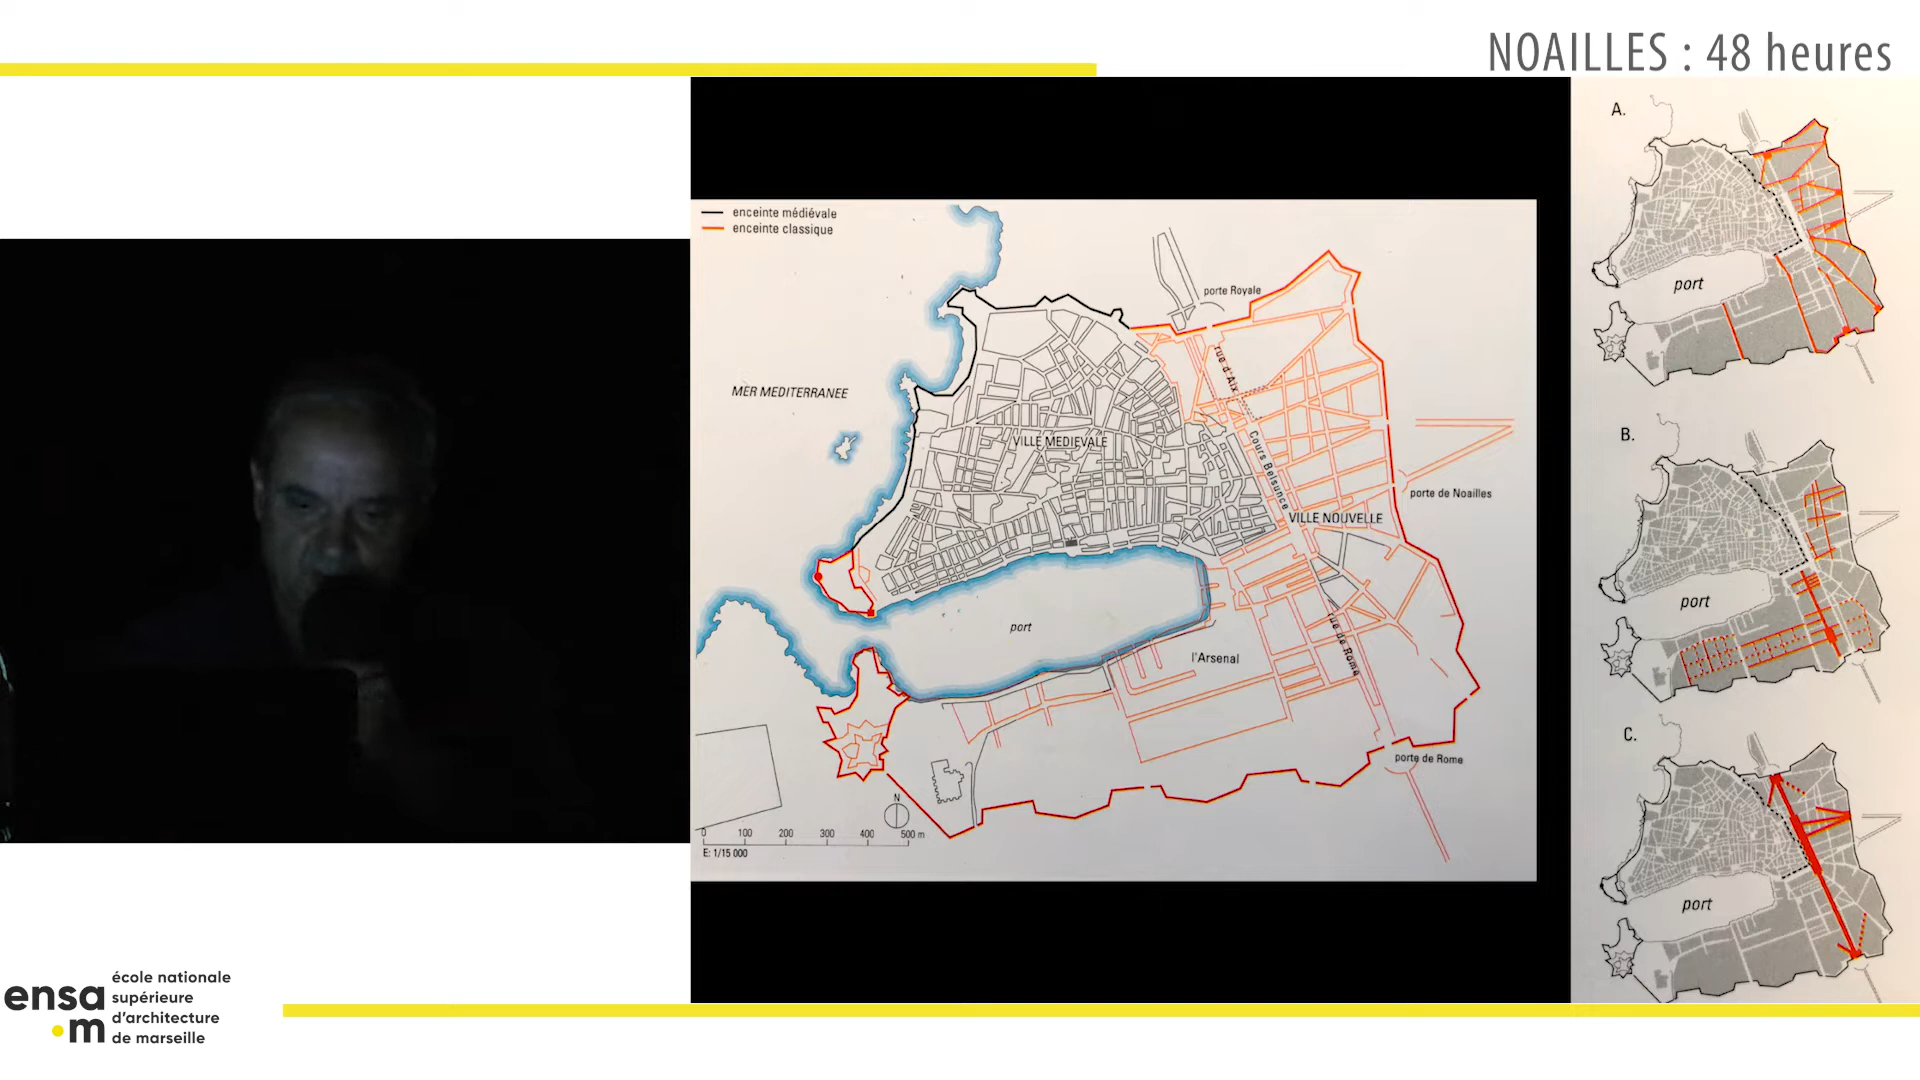 NOAILLES : 48 heures
enceinte médiévale
enceinte classique
porte Royale
rue d'Aix
MER MEDITERRANEE
VILLE MEDIEVALE
Cours Belsunce
porte de Noailles
VILLE NOUVELLE
port
l'Arsenal
rue de Rome
porte de Rome
N
0 100 200 300 400 500 m
E: 1/15 000
A.
port
B.
port
C.
port
ensa
•m
école nationale
supérieure
d'architecture
de marseille